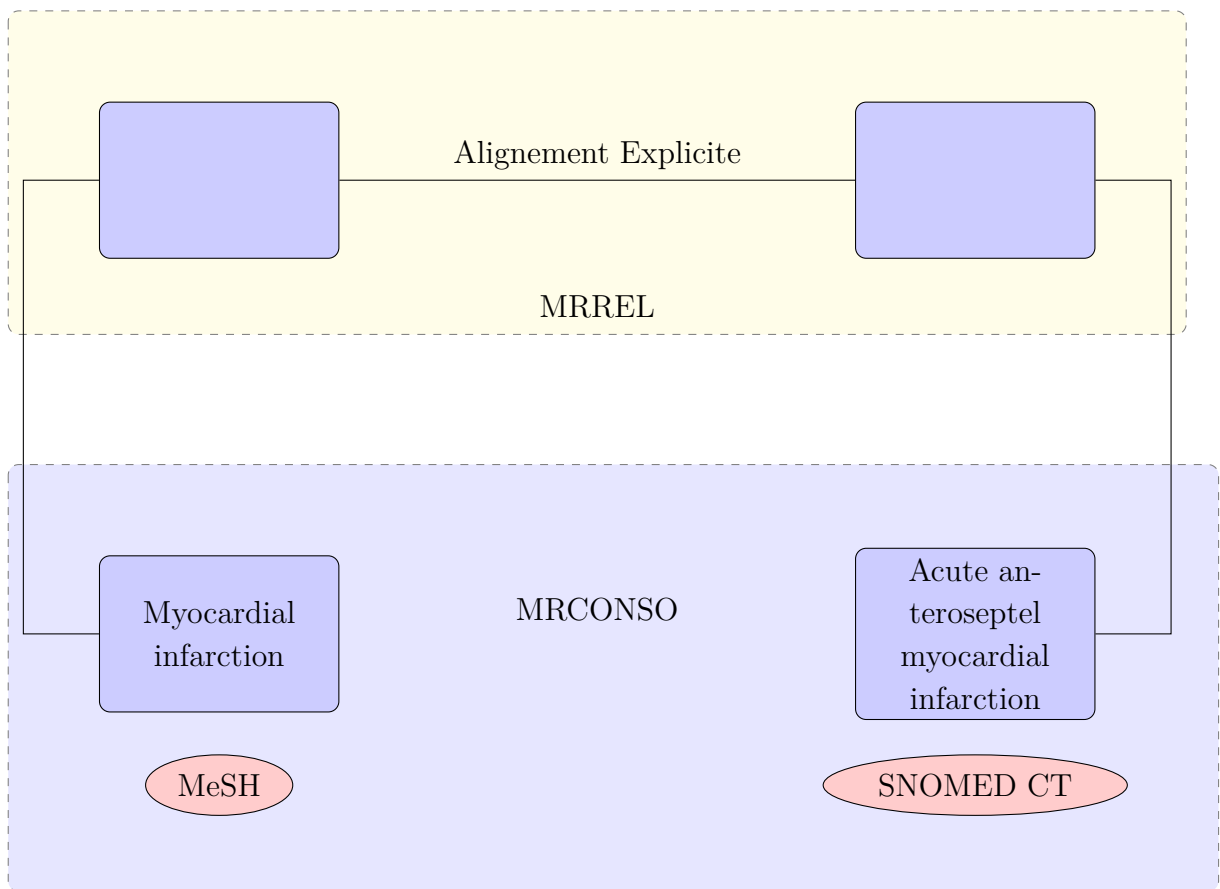 Alignement Explicite
MRREL
Myocardial
infarction
MRCONSO
Acute an-
teroseptel
myocardial
infarction
MeSH
SNOMED CT